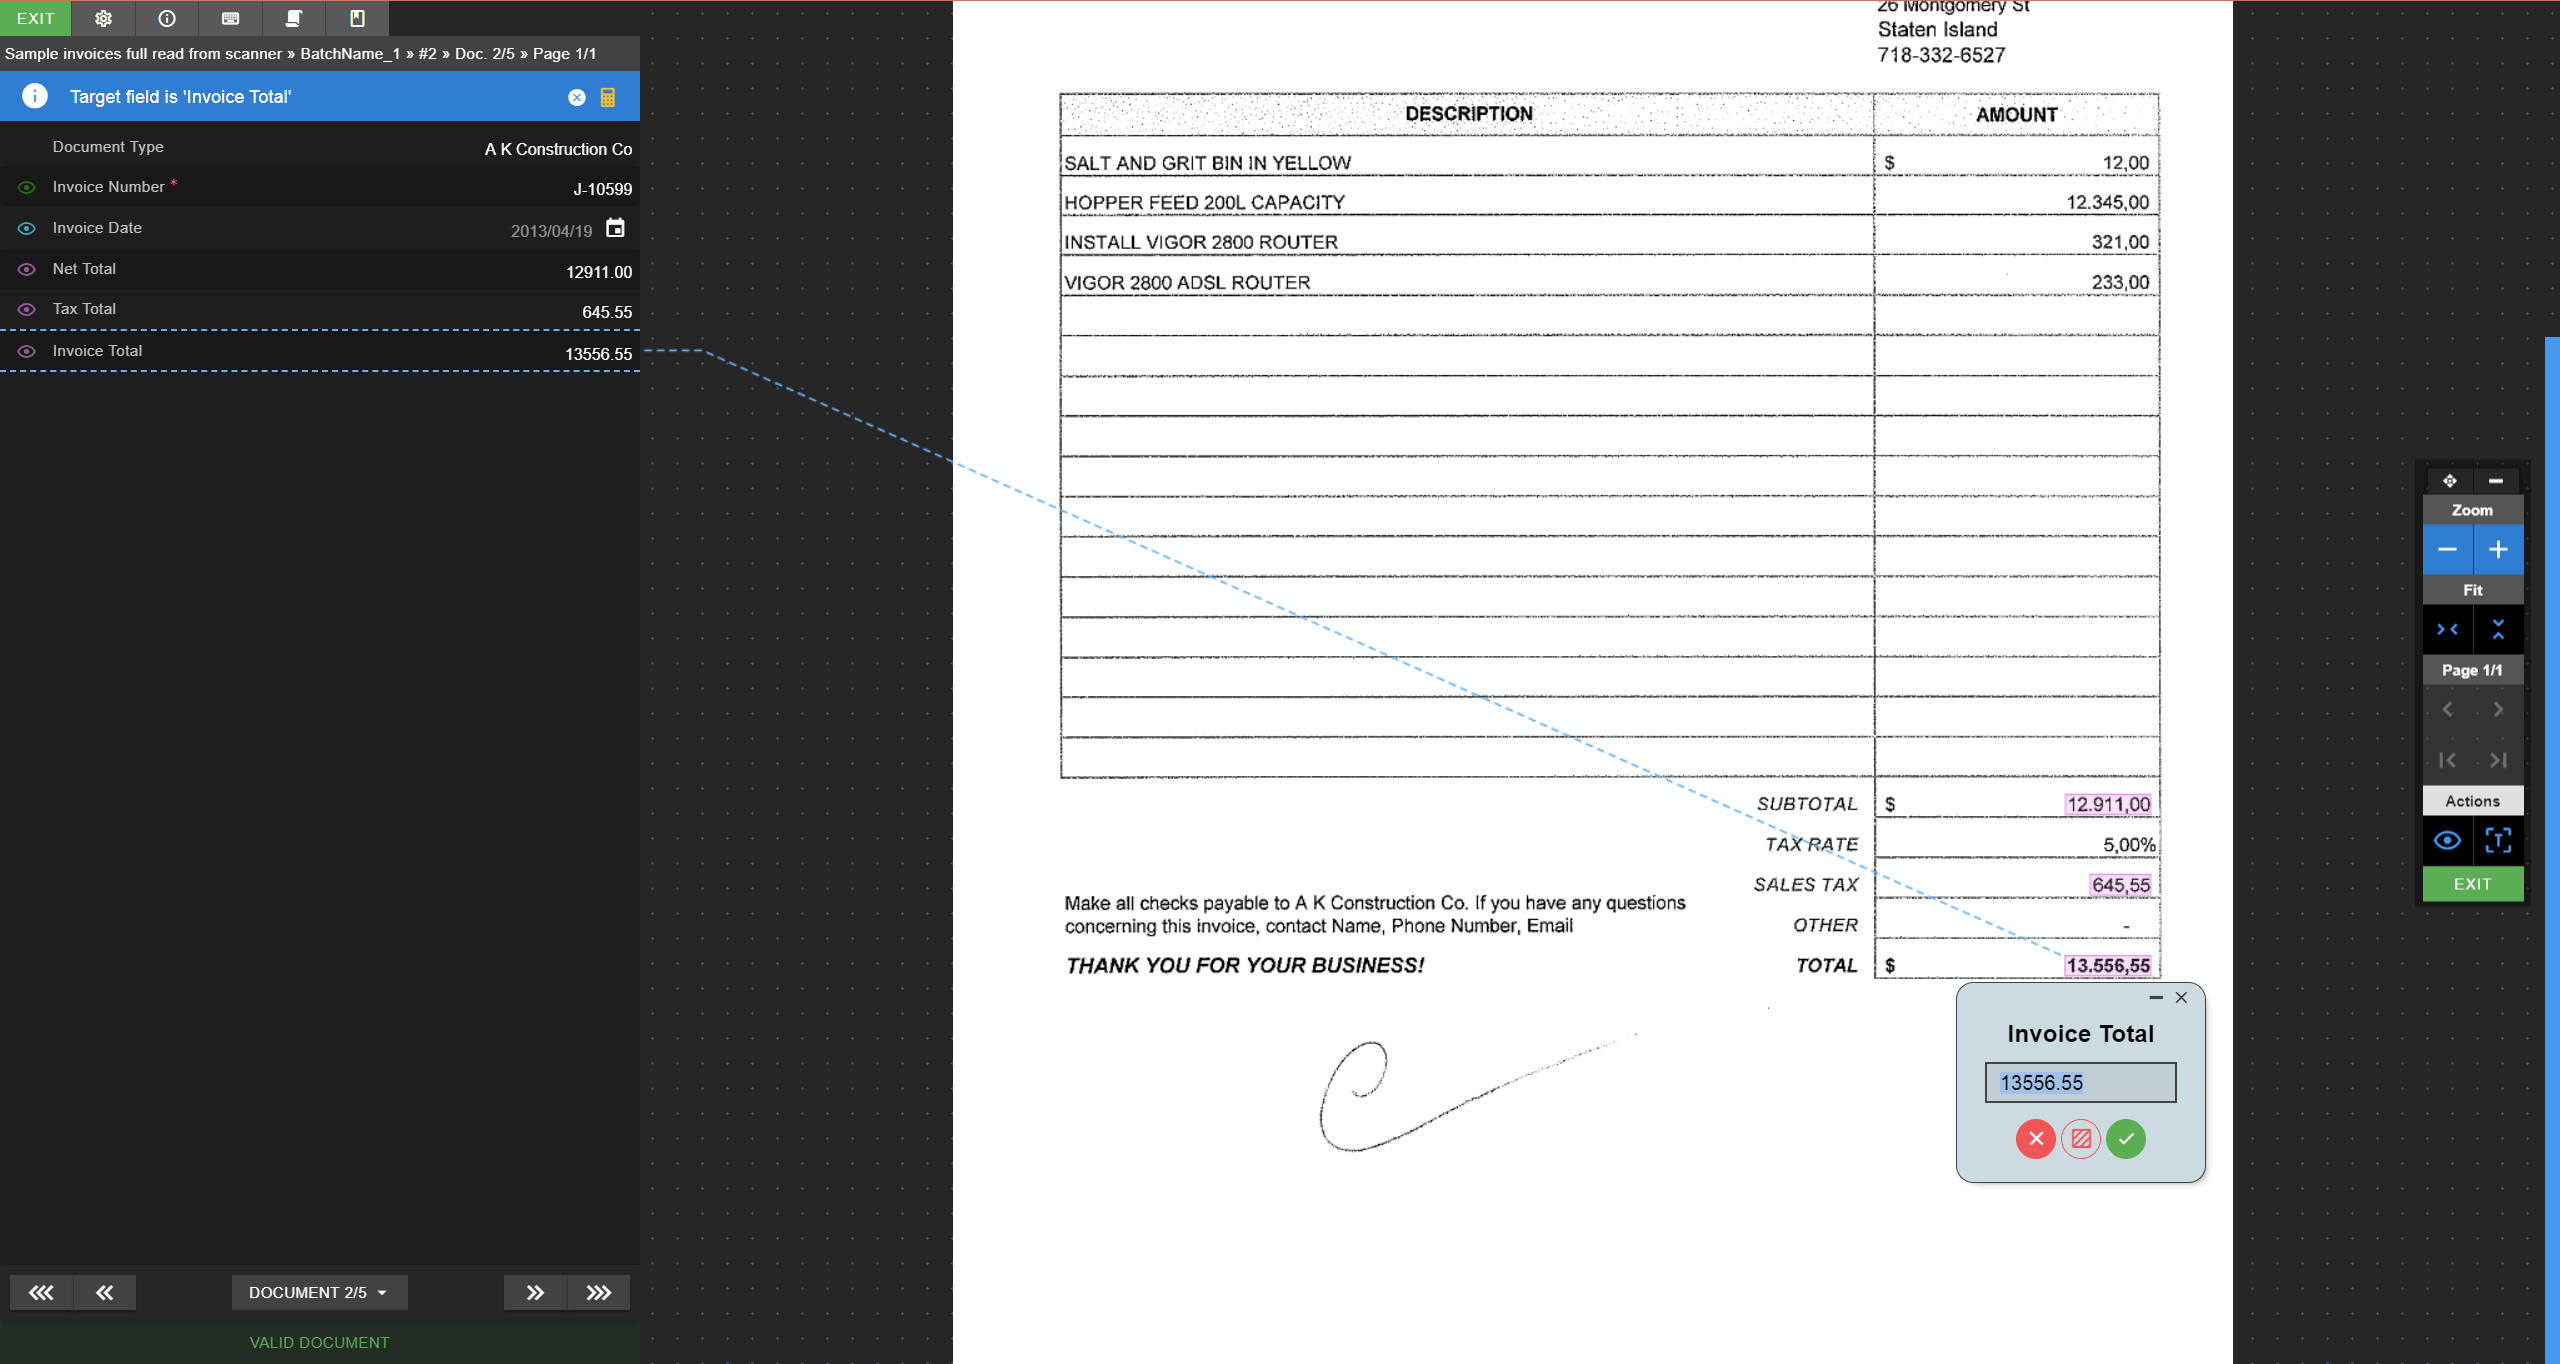 EXIT
Sample invoices full read from scanner » BatchName_1 » #2 » Doc. 2/5 » Page 1/1
Target field is 'Invoice Total'
Document Type A K Construction Co
Invoice Number * J-10599
Invoice Date 2013/04/19
Net Total 12911.00
Tax Total 645.55
Invoice Total 13556.55
DOCUMENT 2/5
VALID DOCUMENT
26 Montgomery St
Staten Island
718-332-6527
DESCRIPTION AMOUNT
SALT AND GRIT BIN IN YELLOW $ 12,00
HOPPER FEED 200L CAPACITY 12.345,00
INSTALL VIGOR 2800 ROUTER 321,00
VIGOR 2800 ADSL ROUTER 233,00
SUBTOTAL $ 12.911,00
TAX RATE 5,00%
SALES TAX 645,55
Make all checks payable to A K Construction Co. If you have any questions
concerning this invoice, contact Name, Phone Number, Email
OTHER -
THANK YOU FOR YOUR BUSINESS!
TOTAL $ 13.556,55
Invoice Total
13556.55
Zoom
Fit
Page 1/1
Actions
EXIT